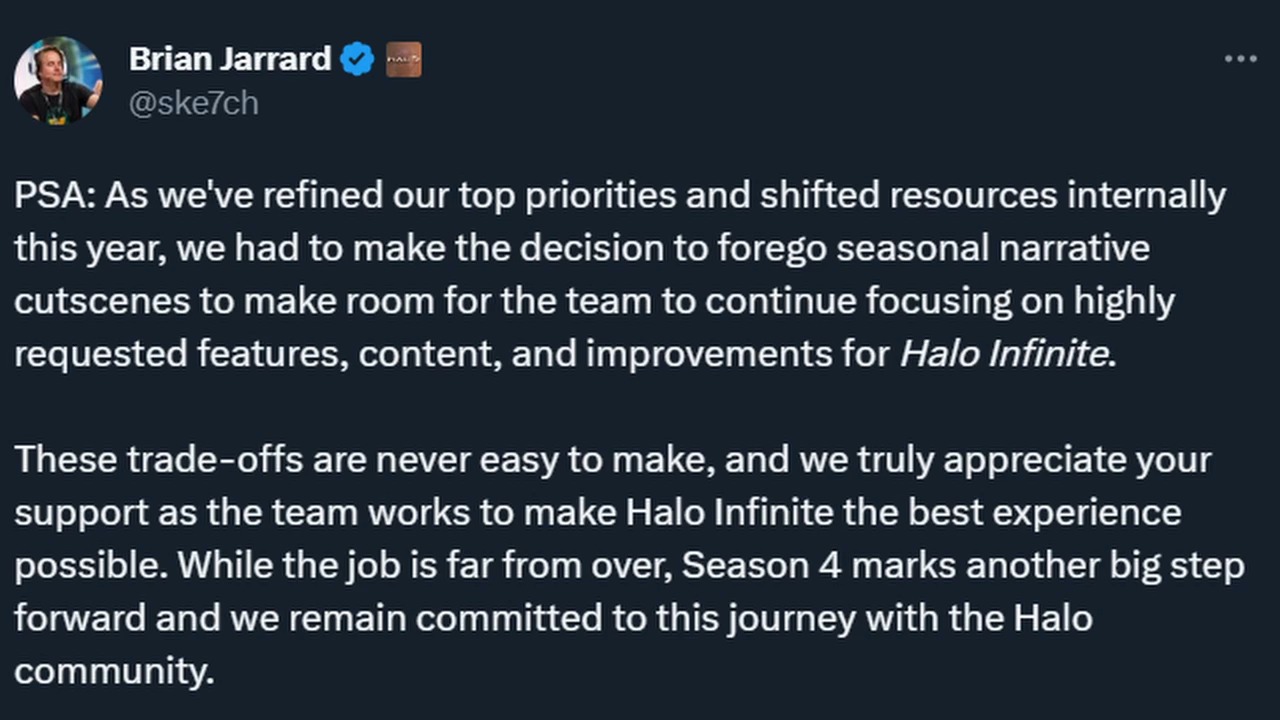 Brian Jarrard
@ske7ch
PSA: As we've refined our top priorities and shifted resources internally
this year, we had to make the decision to forego seasonal narrative
cutscenes to make room for the team to continue focusing on highly
requested features, content, and improvements for Halo Infinite.
These trade-offs are never easy to make, and we truly appreciate your
support as the team works to make Halo Infinite the best experience
possible. While the job is far from over, Season 4 marks another big step
forward and we remain committed to this journey with the Halo
community.